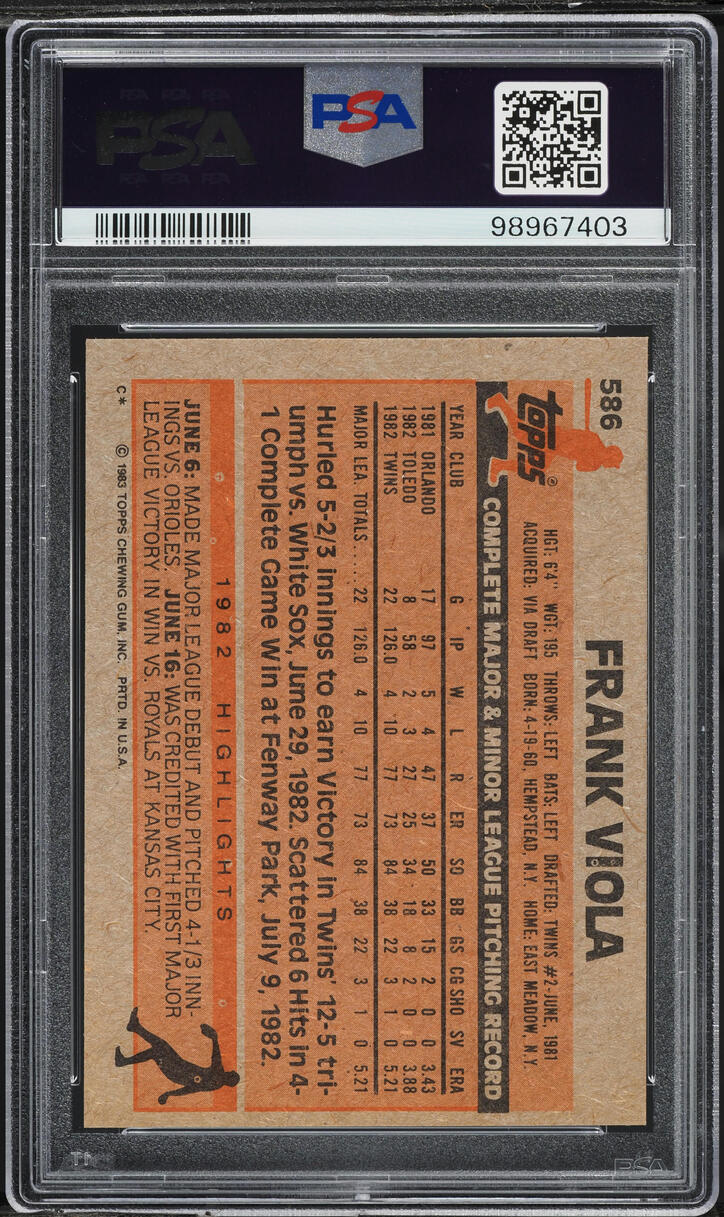 PSA PSA PSA
PSA
PSA PSA PSA
PSA
98967403
586
FRANK VIOLA
topps®
HGT: 6'4" WGT: 195 THROWS: LEFT BATS: LEFT DRAFTED: TWINS #2-JUNE, 1981
ACQUIRED: VIA DRAFT BORN: 4-19-60, HEMPSTEAD, N.Y. HOME: EAST MEADOW, N.Y.
COMPLETE MAJOR & MINOR LEAGUE PITCHING RECORD
YEAR CLUB G IP W L R ER SO BB GS CG SHO SV ERA
1981 ORLANDO 17 97 5 4 47 37 50 33 15 2 0 0 3.43
1982 TOLEDO 8 58 2 3 27 25 34 18 8 2 0 0 3.88
1982 TWINS 22 126.0 4 10 77 73 84 38 22 3 1 0 5.21
MAJOR LEA. TOTALS..... 22 126.0 4 10 77 73 84 38 22 3 1 0 5.21
Hurled 5-2/3 innings to earn Victory in Twins' 12-5 tri-
umph vs. White Sox, June 29, 1982. Scattered 6 Hits in 4-
1 Complete Game Win at Fenway Park, July 9, 1982.
1982 HIGHLIGHTS
JUNE 6: MADE MAJOR LEAGUE DEBUT AND PITCHED 4-1/3 INN-
INGS VS. ORIOLES. JUNE 16: WAS CREDITED WITH FIRST MAJOR
LEAGUE VICTORY IN WIN VS. ROYALS AT KANSAS CITY.
C* © 1983 TOPPS CHEWING GUM, INC. PRTD. IN U.S.A.
PSA